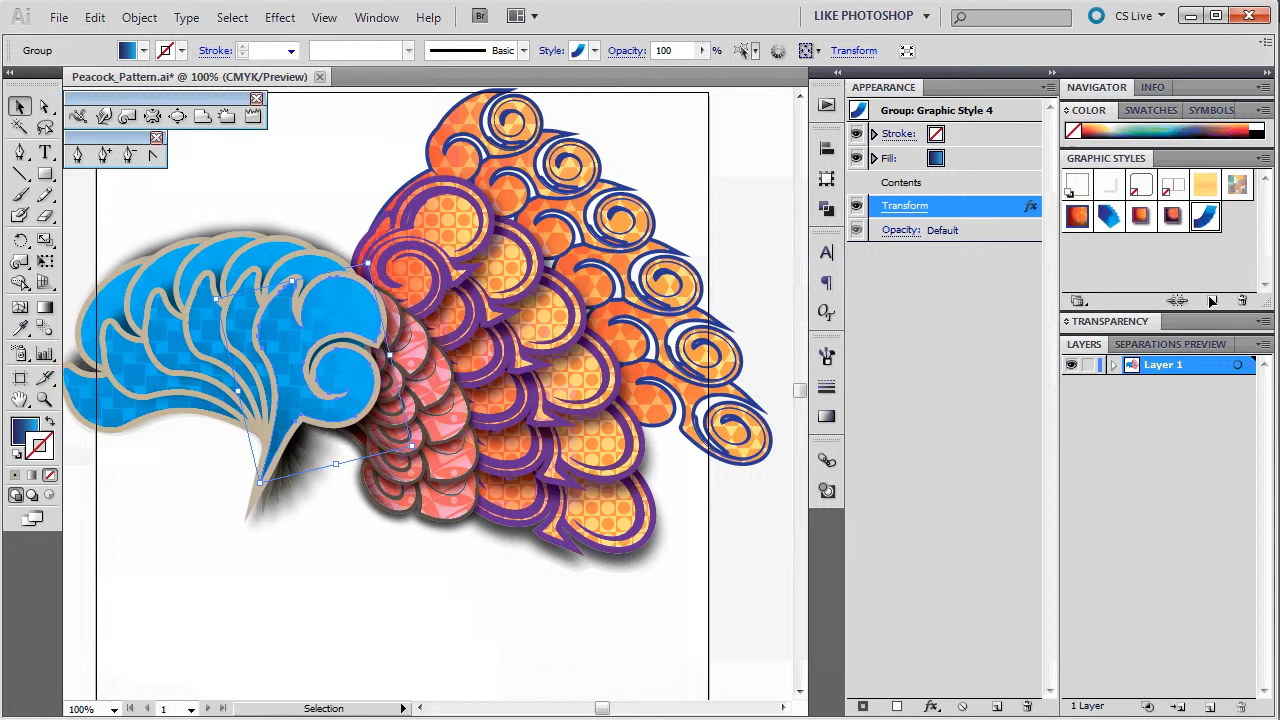 Ai File Edit Object Type Select Effect View Window Help Br LIKE PHOTOSHOP CS Live
Group Stroke: Basic Style: Opacity: 100 % Transform
Peacock_Pattern.ai* @ 100% (CMYK/Preview)
APPEARANCE
Group: Graphic Style 4
Stroke:
Fill:
Contents
Transform fx
Opacity: Default
NAVIGATOR INFO
COLOR SWATCHES SYMBOLS
GRAPHIC STYLES
TRANSPARENCY
LAYERS SEPARATIONS PREVIEW
Layer 1
1 Layer
100% 1 Selection